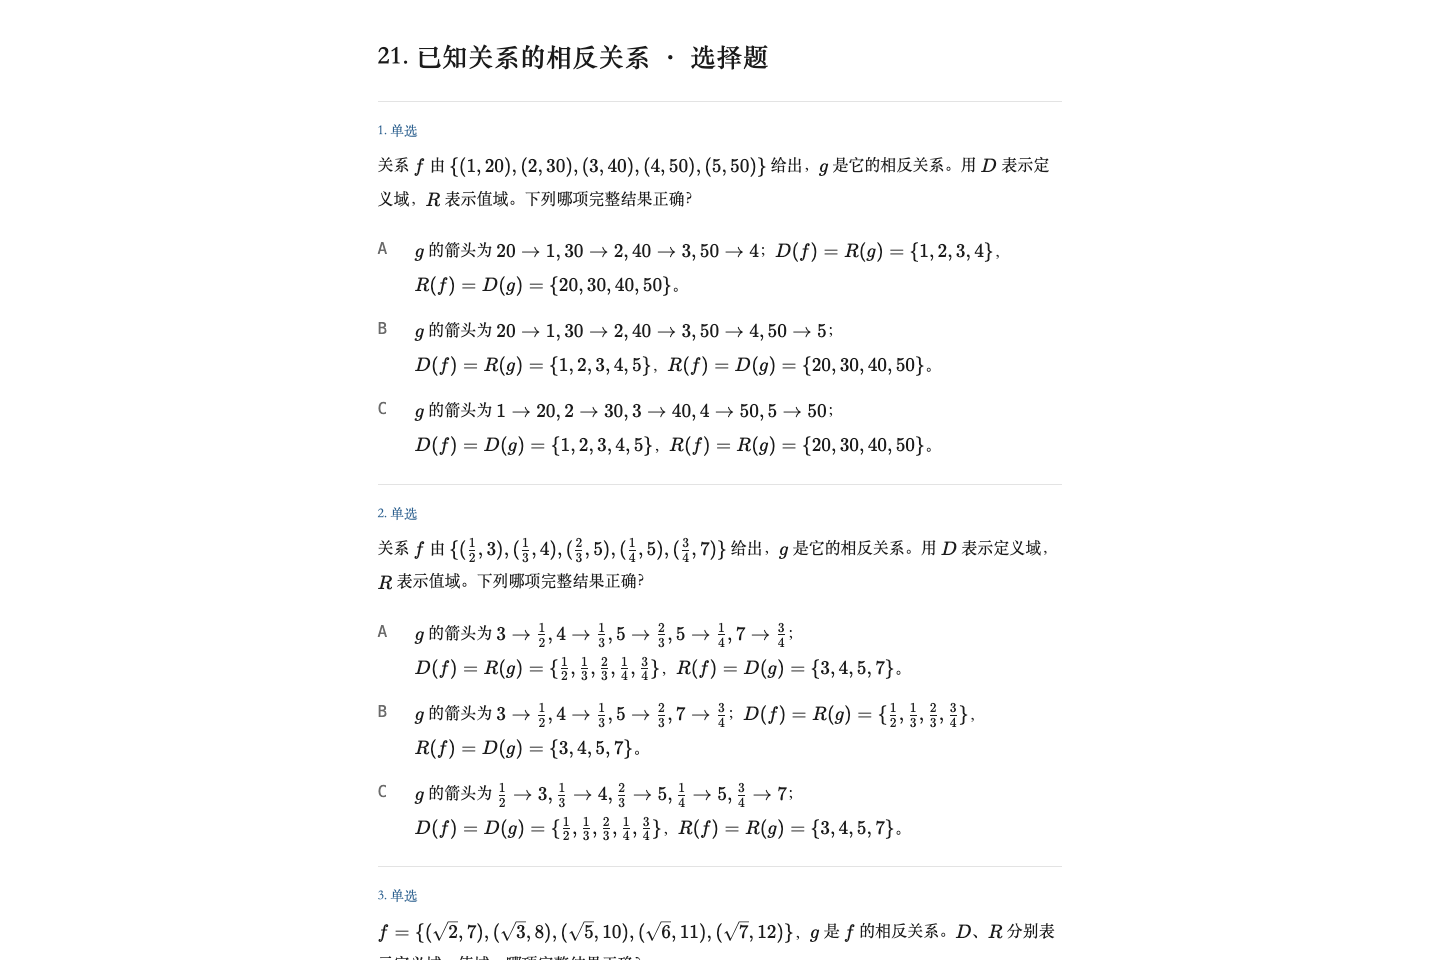 21. 已知关系的相反关系 · 选择题
1. 单选
关系 f 由 {(1, 20), (2, 30), (3, 40), (4, 50), (5, 50)} 给出，g 是它的相反关系。用 D 表示定
义域，R 表示值域。下列哪项完整结果正确？
A g 的箭头为 20 → 1, 30 → 2, 40 → 3, 50 → 4；D(f) = R(g) = {1, 2, 3, 4}，
R(f) = D(g) = {20, 30, 40, 50}。
B g 的箭头为 20 → 1, 30 → 2, 40 → 3, 50 → 4, 50 → 5；
D(f) = R(g) = {1, 2, 3, 4, 5}，R(f) = D(g) = {20, 30, 40, 50}。
C g 的箭头为 1 → 20, 2 → 30, 3 → 40, 4 → 50, 5 → 50；
D(f) = D(g) = {1, 2, 3, 4, 5}，R(f) = R(g) = {20, 30, 40, 50}。
2. 单选
关系 f 由 {(1/2, 3), (1/3, 4), (2/3, 5), (1/4, 5), (3/4, 7)} 给出，g 是它的相反关系。用 D 表示定义域，
R 表示值域。下列哪项完整结果正确？
A g 的箭头为 3 → 1/2, 4 → 1/3, 5 → 2/3, 5 → 1/4, 7 → 3/4；
D(f) = R(g) = {1/2, 1/3, 2/3, 1/4, 3/4}，R(f) = D(g) = {3, 4, 5, 7}。
B g 的箭头为 3 → 1/2, 4 → 1/3, 5 → 2/3, 7 → 3/4；D(f) = R(g) = {1/2, 1/3, 2/3, 3/4}，
R(f) = D(g) = {3, 4, 5, 7}。
C g 的箭头为 1/2 → 3, 1/3 → 4, 2/3 → 5, 1/4 → 5, 3/4 → 7；
D(f) = D(g) = {1/2, 1/3, 2/3, 1/4, 3/4}，R(f) = R(g) = {3, 4, 5, 7}。
3. 单选
f = {(√2, 7), (√3, 8), (√5, 10), (√6, 11), (√7, 12)}，g 是 f 的相反关系。D、R 分别表